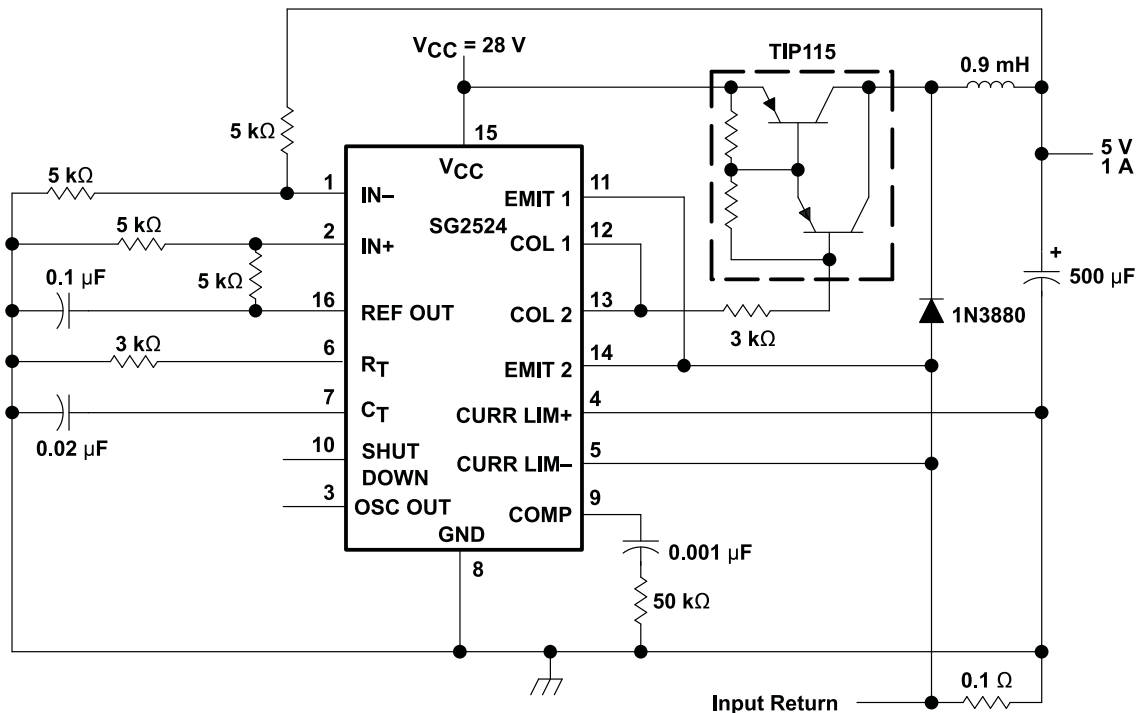 V_CC = 28 V
TIP115
0.9 mH
5 kΩ
15
5 V
1 A
5 kΩ
1
V_CC
11
IN–
EMIT 1
SG2524
5 kΩ
2
12
IN+
COL 1
0.1 µF
5 kΩ
16
13
+
500 µF
REF OUT
COL 2
3 kΩ
1N3880
3 kΩ
6
14
R_T
EMIT 2
7
4
C_T
CURR LIM+
0.02 µF
10
5
SHUT
DOWN
CURR LIM–
3
9
OSC OUT
COMP
GND
0.001 µF
8
50 kΩ
0.1 Ω
Input Return